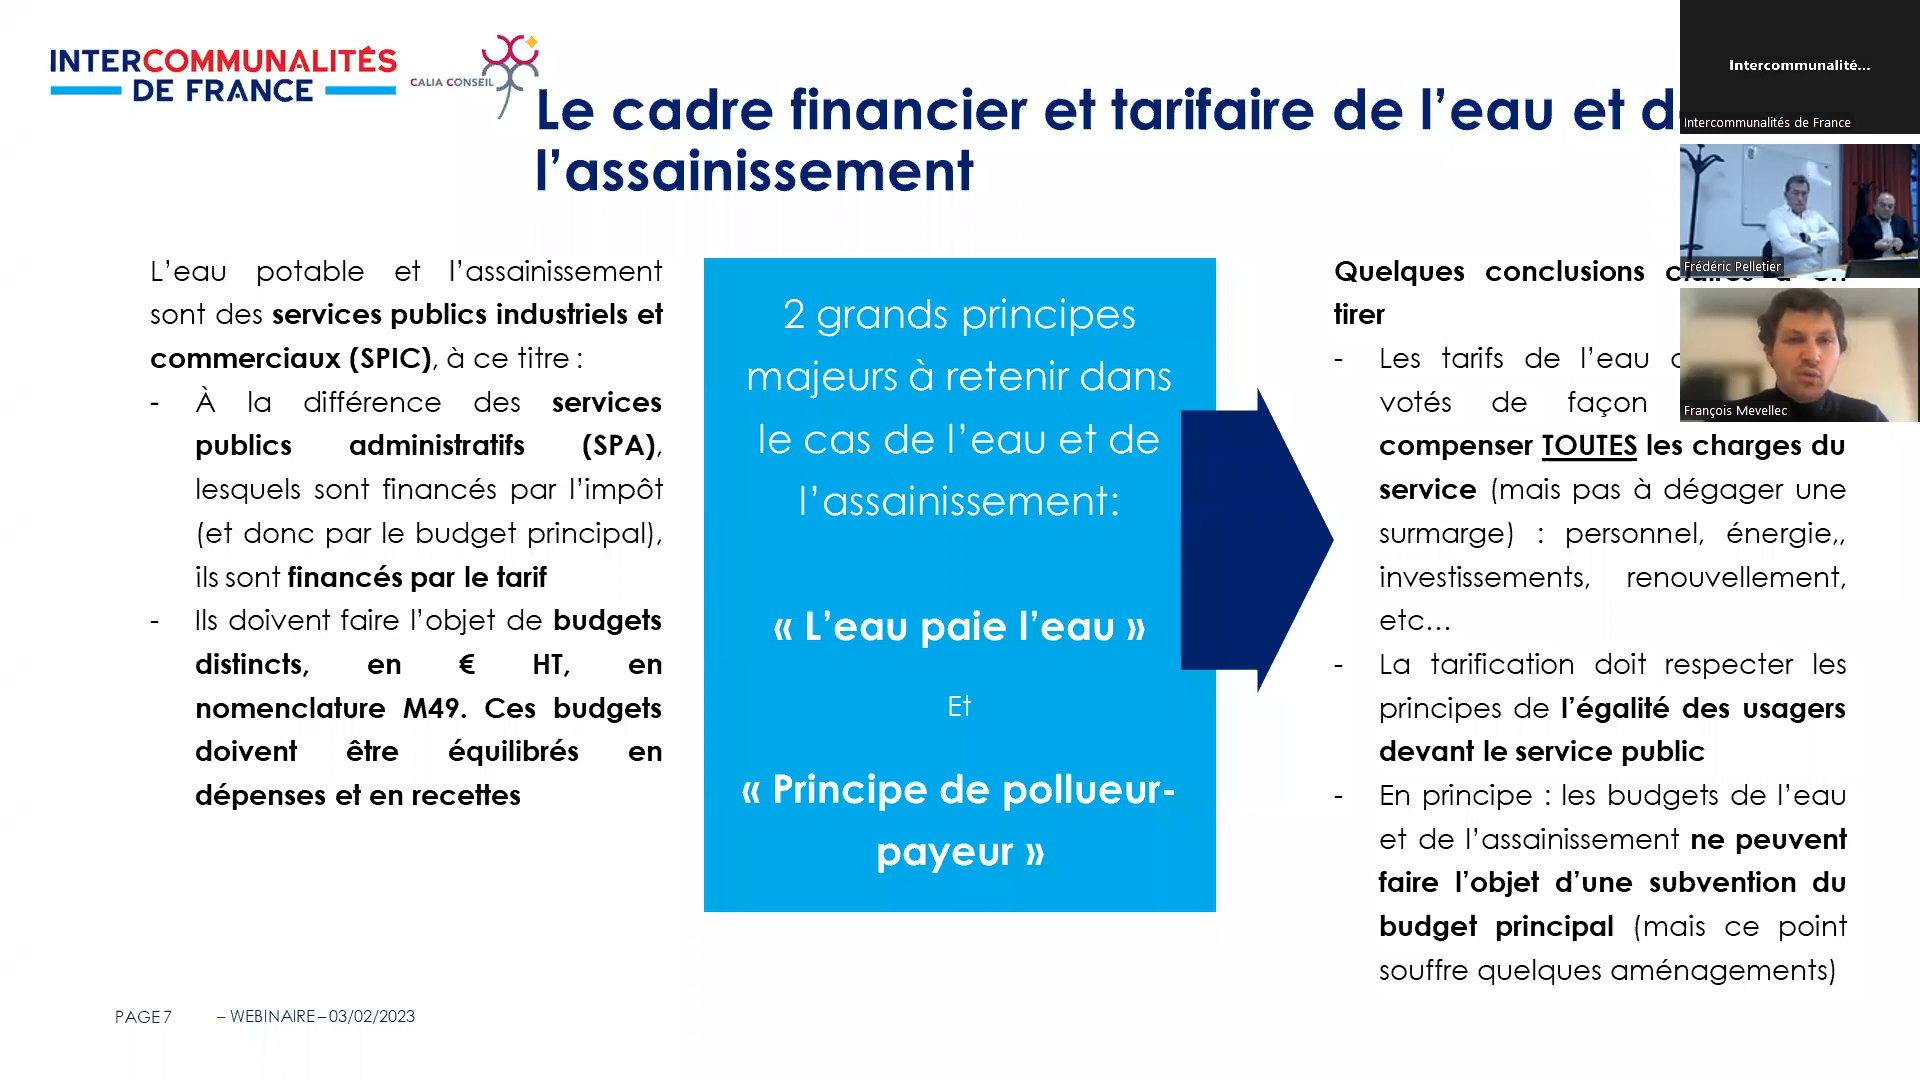 INTERCOMMUNALITÉS
DE FRANCE
CALIA CONSEIL
Le cadre financier et tarifaire de l’eau et
l’assainissement
L’eau potable et l’assainissement
sont des services publics industriels et
commerciaux (SPIC), à ce titre :
- À la différence des services
publics administratifs (SPA),
lesquels sont financés par l’impôt
(et donc par le budget principal),
ils sont financés par le tarif
- Ils doivent faire l’objet de budgets
distincts, en € HT, en
nomenclature M49. Ces budgets
doivent être équilibrés en
dépenses et en recettes
2 grands principes
majeurs à retenir dans
le cas de l’eau et de
l’assainissement:
« L’eau paie l’eau »
Et
« Principe de pollueur-
payeur »
Quelques conclusions
tirer
- Les tarifs de l’eau
votés de façon
compenser TOUTES les charges du
service (mais pas à dégager une
surmarge) : personnel, énergie,,
investissements, renouvellement,
etc…
- La tarification doit respecter les
principes de l’égalité des usagers
devant le service public
- En principe : les budgets de l’eau
et de l’assainissement ne peuvent
faire l’objet d’une subvention du
budget principal (mais ce point
souffre quelques aménagements)
Intercommunalité...
Intercommunalités de France
Frédéric Pelletier
François Mevellec
PAGE 7 – WEBINAIRE – 03/02/2023